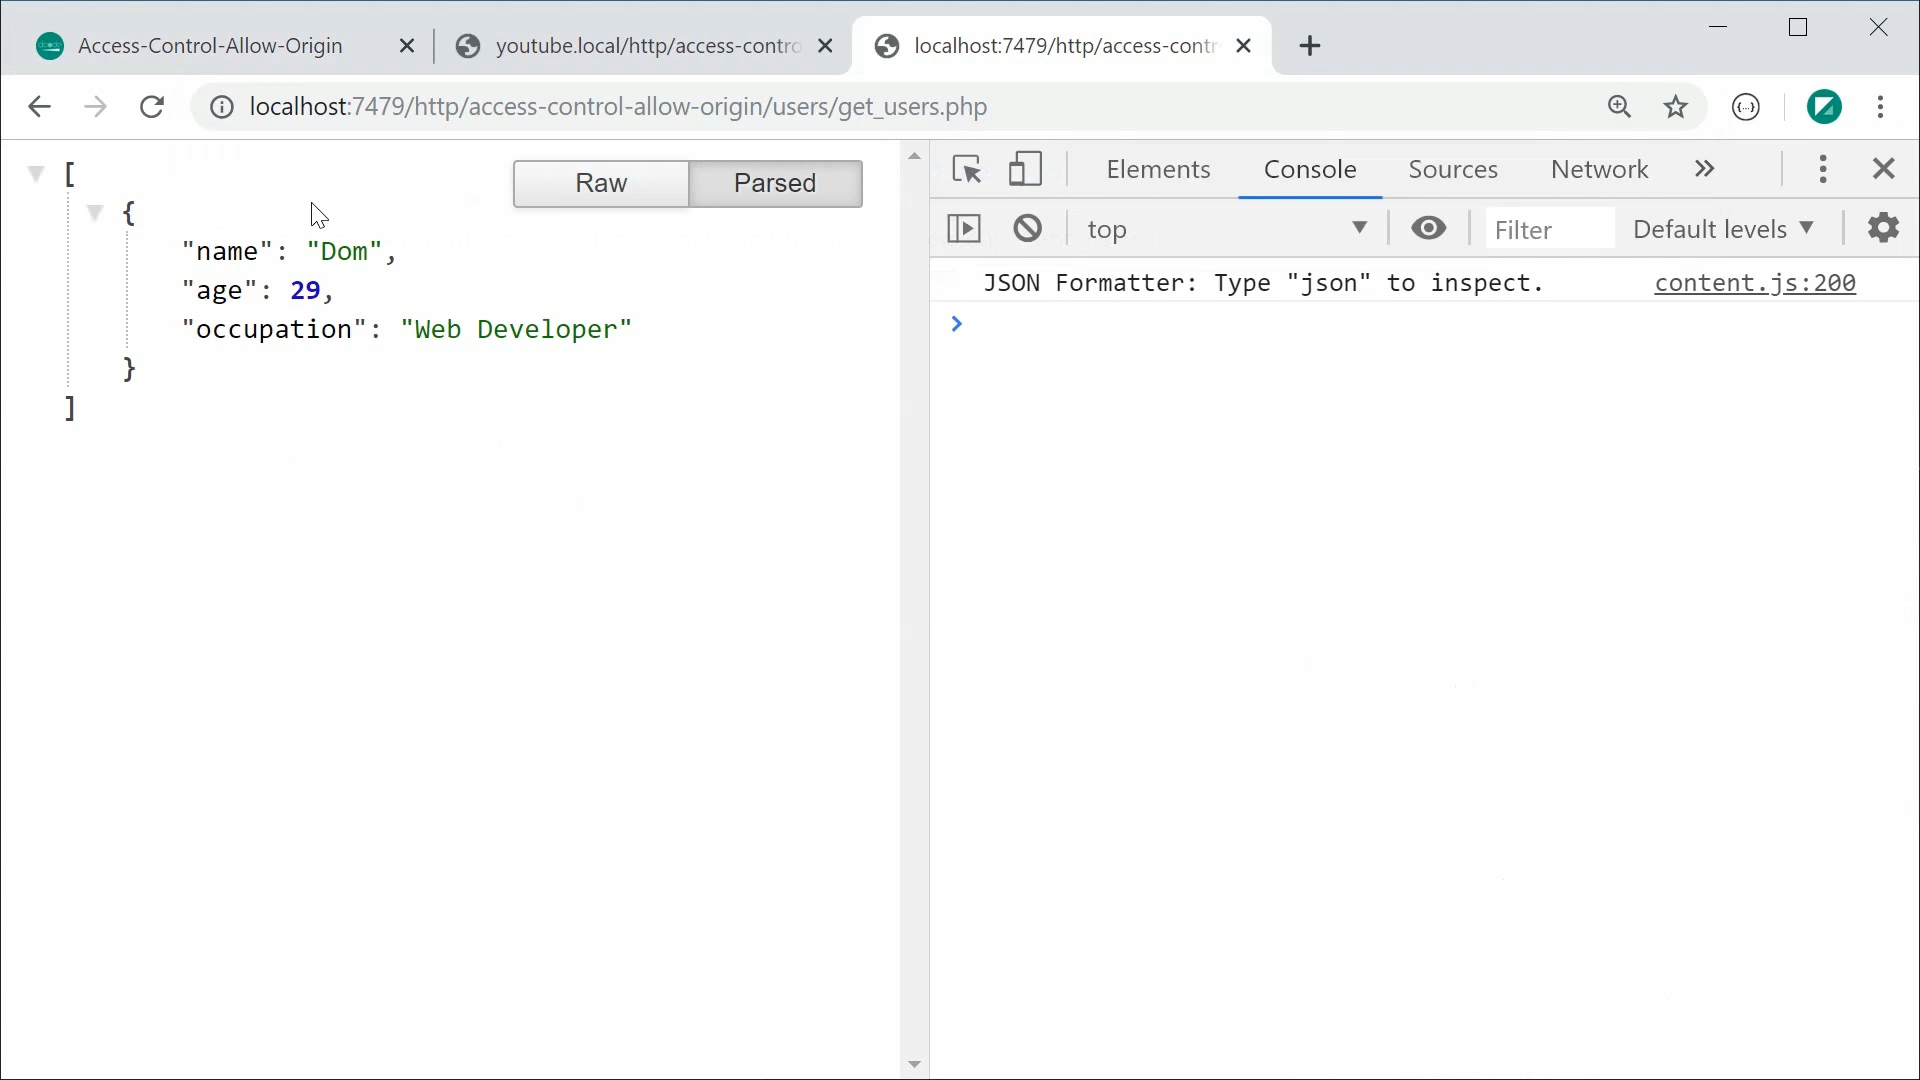 Access-Control-Allow-Origin
youtube.local/http/access-contro
localhost:7479/http/access-contr
localhost:7479/http/access-control-allow-origin/users/get_users.php
Raw Parsed
[
{
"name": "Dom",
"age": 29,
"occupation": "Web Developer"
}
]
Elements Console Sources Network
top Filter Default levels
JSON Formatter: Type "json" to inspect. content.js:200